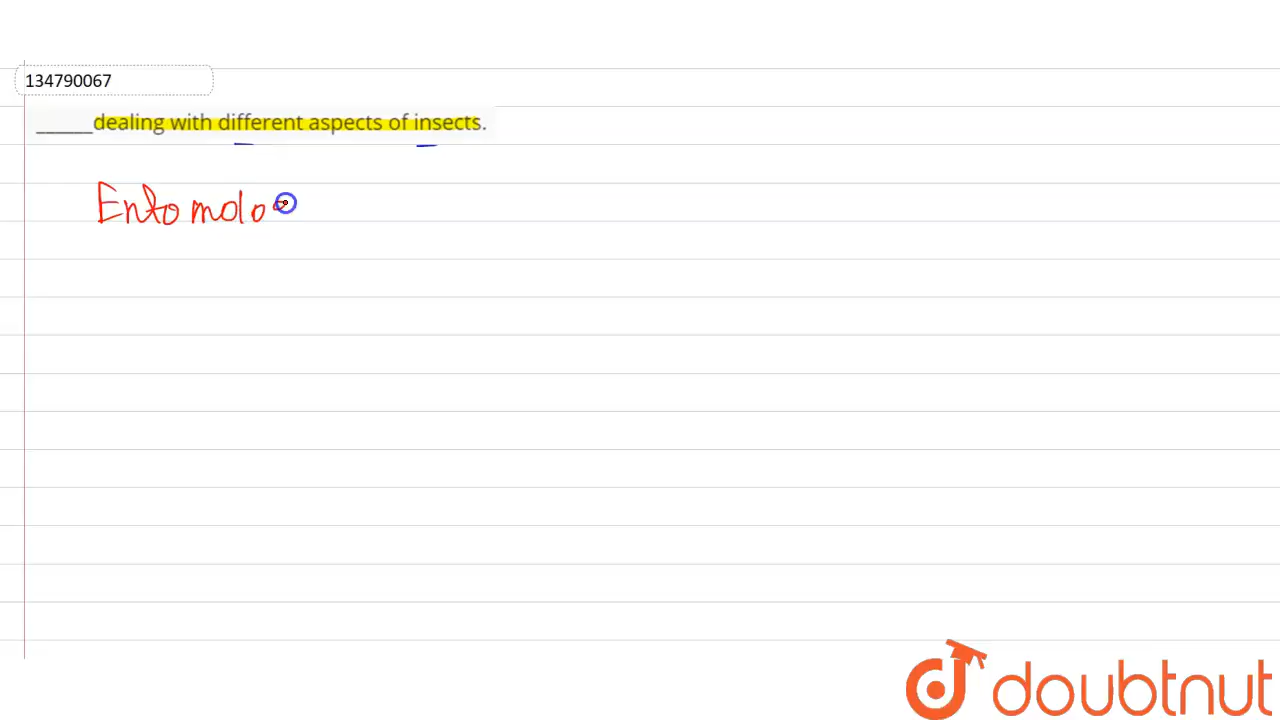 134790067
______dealing with different aspects of insects.
Entomolo
doubtnut